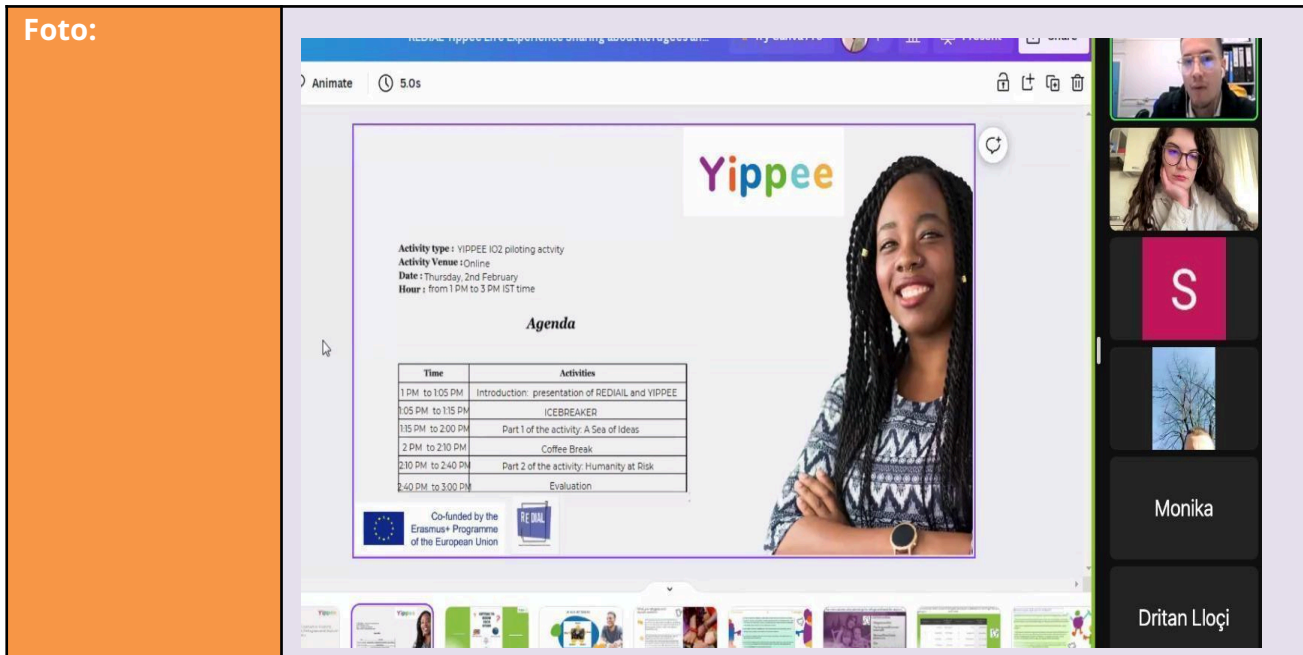 Foto:
Animate
5.0s
Yippee
Activity type : YIPPEE IO2 piloting actvity
Activity Venue : Online
Date : Thursday, 2nd February
Hour : from 1 PM to 3 PM IST time
Agenda
Time Activities
1 PM to 1:05 PM Introduction: presentation of REDIAIL and YIPPEE
1:05 PM to 1:15 PM ICEBREAKER
1:15 PM to 2:00 PM Part 1 of the activity: A Sea of Ideas
2 PM to 2:10 PM Coffee Break
2:10 PM to 2:40 PM Part 2 of the activity: Humanity at Risk
2:40 PM to 3:00 PM Evaluation
Co-funded by the
Erasmus+ Programme
of the European Union
RE DIAL
S
Monika
Dritan Lloçi
Yippee